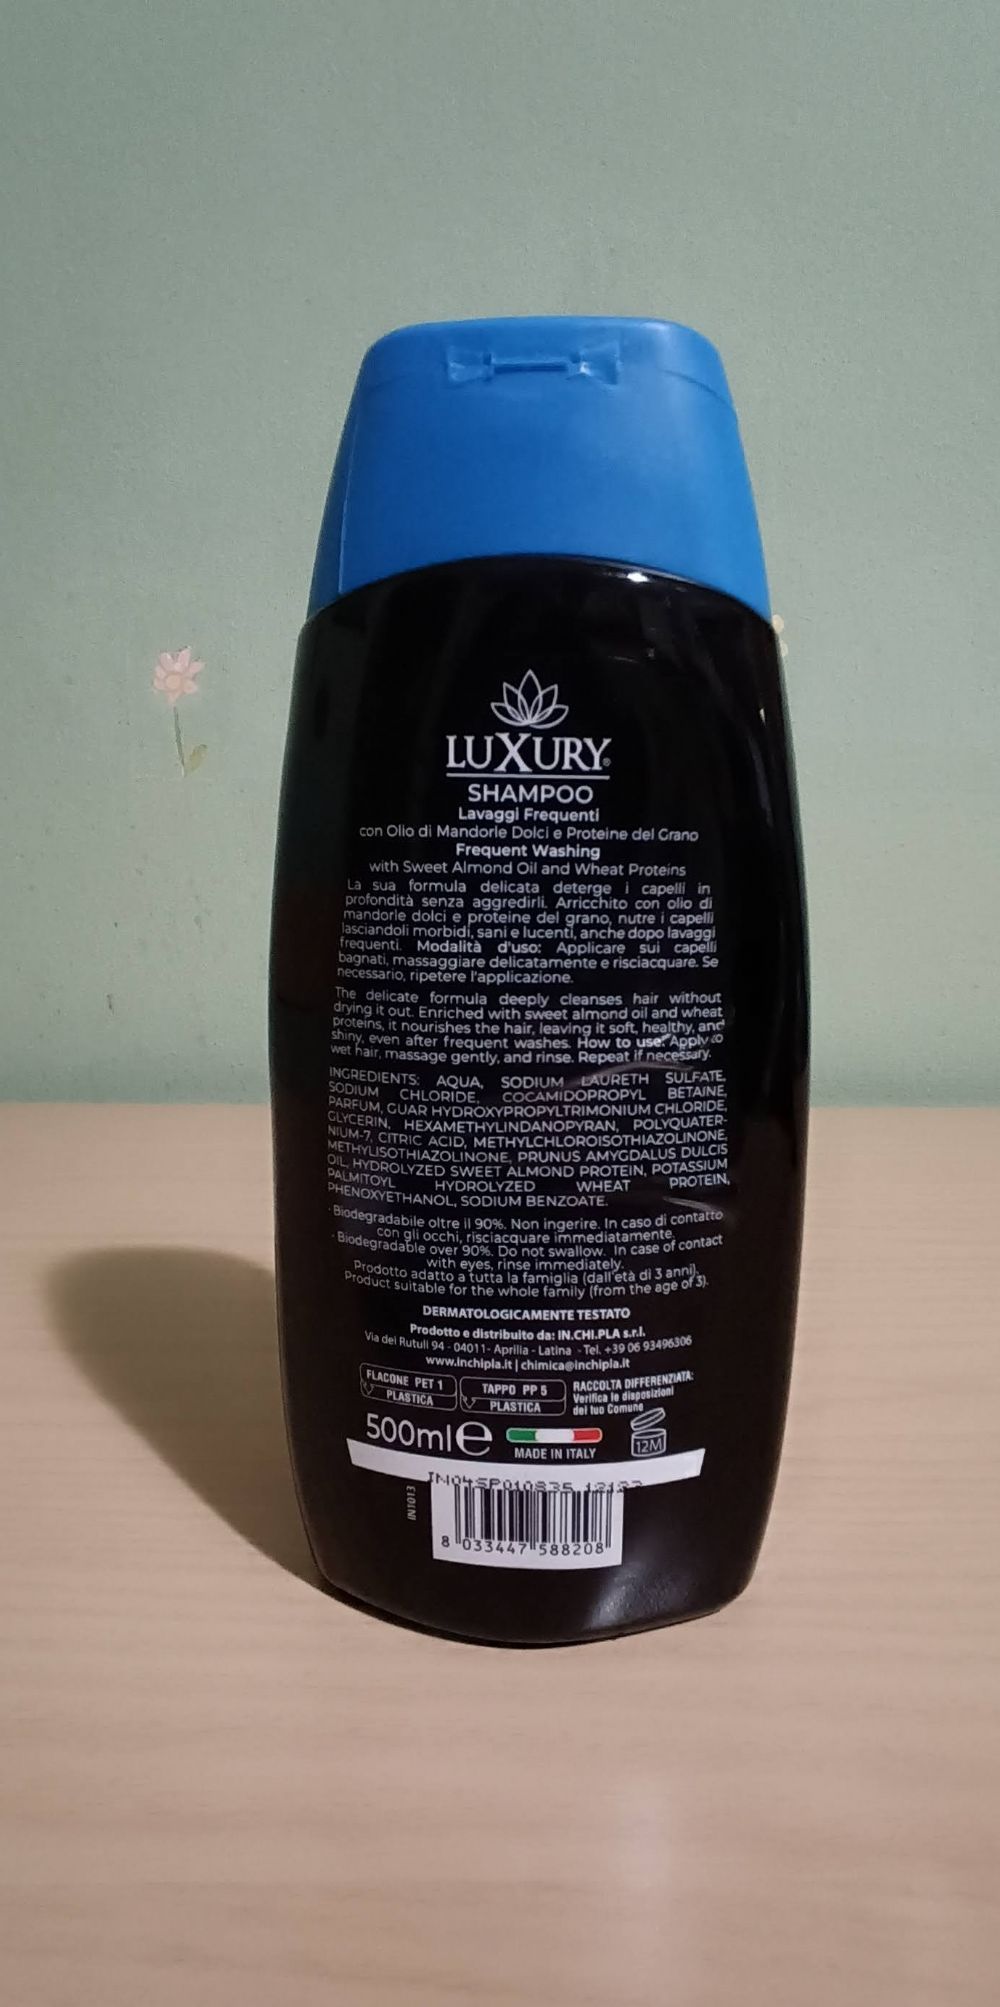 LUXURY®
SHAMPOO
Lavaggi Frequenti
con Olio di Mandorle Dolci e Proteine del Grano
Frequent Washing
with Sweet Almond Oil and Wheat Proteins
La sua formula delicata deterge i capelli in
profondità senza aggredirli. Arricchito con olio di
mandorle dolci e proteine del grano, nutre i capelli
lasciandoli morbidi, sani e lucenti, anche dopo lavaggi
frequenti. Modalità d'uso: Applicare sui capelli
bagnati, massaggiare delicatamente e risciacquare. Se
necessario, ripetere l'applicazione.
The delicate formula deeply cleanses hair without
drying it out. Enriched with sweet almond oil and wheat
proteins, it nourishes the hair, leaving it soft, healthy, and
shiny, even after frequent washes. How to use: Apply to
wet hair, massage gently, and rinse. Repeat if necessary.
INGREDIENTS: AQUA, SODIUM LAURETH SULFATE,
SODIUM CHLORIDE, COCAMIDOPROPYL BETAINE,
PARFUM, GUAR HYDROXYPROPYLTRIMONIUM CHLORIDE,
GLYCERIN, HEXAMETHYLINDANOPYRAN, POLYQUATER-
NIUM-7, CITRIC ACID, METHYLCHLOROISOTHIAZOLINONE,
METHYLISOTHIAZOLINONE, PRUNUS AMYGDALUS DULCIS
OIL, HYDROLYZED SWEET ALMOND PROTEIN, POTASSIUM
PALMITOYL HYDROLYZED WHEAT PROTEIN,
PHENOXYETHANOL, SODIUM BENZOATE.
- Biodegradabile oltre il 90%. Non ingerire. In caso di contatto
con gli occhi, risciacquare immediatamente.
- Biodegradable over 90%. Do not swallow. In case of contact
with eyes, rinse immediately.
Prodotto adatto a tutta la famiglia (dall'età di 3 anni).
Product suitable for the whole family (from the age of 3).
DERMATOLOGICAMENTE TESTATO
Prodotto e distribuito da: IN.CHI.PLA s.r.l.
Via dei Rutuli 94 - 04011- Aprilia - Latina - Tel. +39 06 93496306
www.inchipla.it | chimica@inchipla.it
FLACONE PET 1
PLASTICA
TAPPO PP 5
PLASTICA
RACCOLTA DIFFERENZIATA:
Verifica le disposizioni
del tuo Comune
500ml e
MADE IN ITALY
12M
IN1013
8 033447 588208